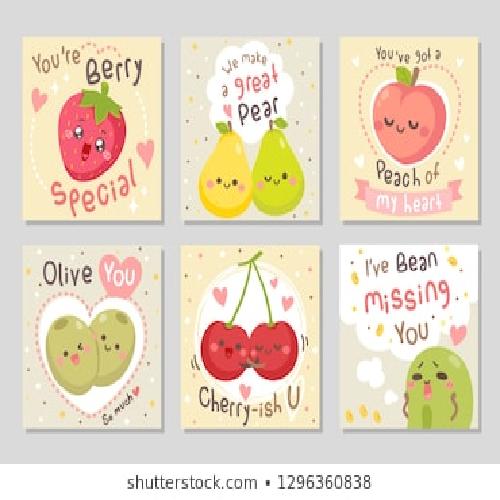 You're Berry
Special
We make
a great
Pear
You've got a
Peach of
my heart
Olive You
So much
Cherry-ish U
I've Bean
missing
You
shutterstock.com • 1296360838